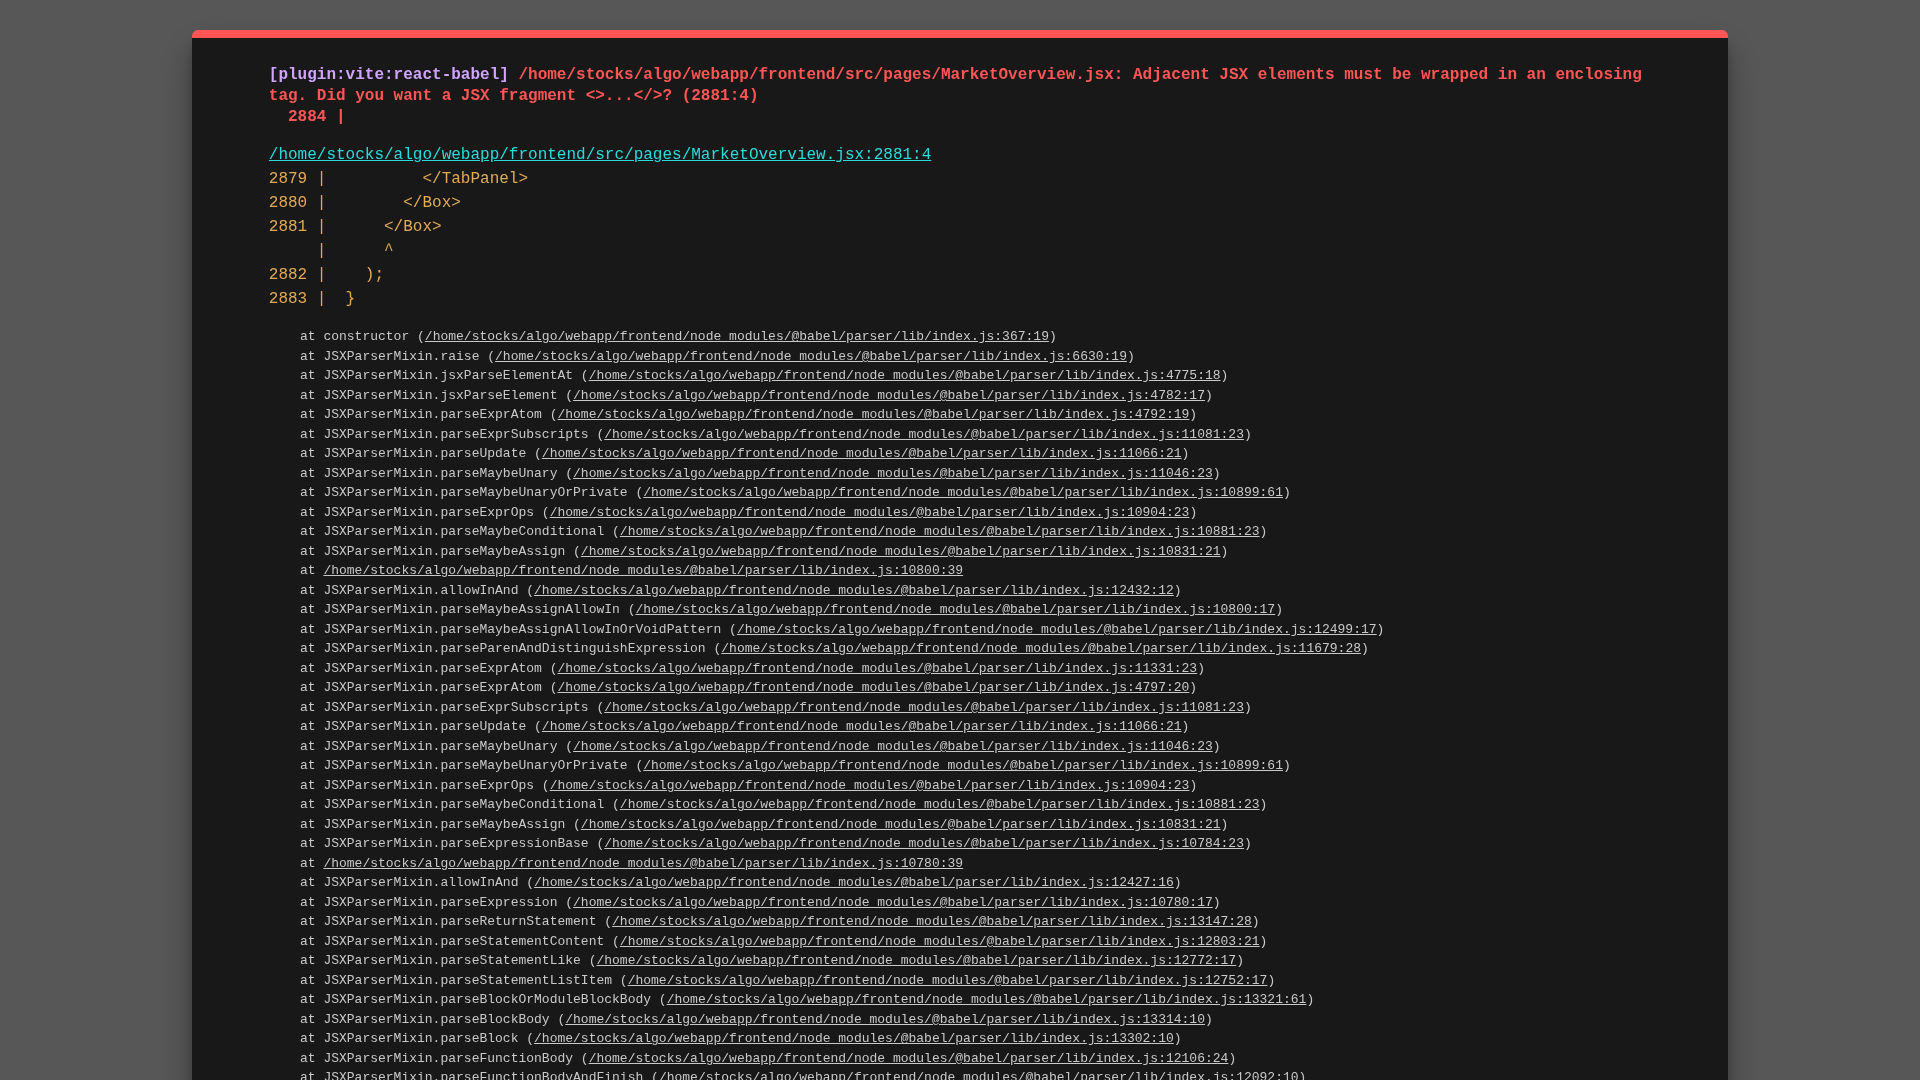 [plugin:vite:react-babel] /home/stocks/algo/webapp/frontend/src/pages/MarketOverview.jsx: Adjacent JSX elements must be wrapped in an enclosing
tag. Did you want a JSX fragment <>...</>? (2881:4)
2884 |
/home/stocks/algo/webapp/frontend/src/pages/MarketOverview.jsx:2881:4
2879 |          </TabPanel>
2880 |        </Box>
2881 |      </Box>
     |      ^
2882 |    );
2883 |  }
at constructor (/home/stocks/algo/webapp/frontend/node_modules/@babel/parser/lib/index.js:367:19)
at JSXParserMixin.raise (/home/stocks/algo/webapp/frontend/node_modules/@babel/parser/lib/index.js:6630:19)
at JSXParserMixin.jsxParseElementAt (/home/stocks/algo/webapp/frontend/node_modules/@babel/parser/lib/index.js:4775:18)
at JSXParserMixin.jsxParseElement (/home/stocks/algo/webapp/frontend/node_modules/@babel/parser/lib/index.js:4782:17)
at JSXParserMixin.parseExprAtom (/home/stocks/algo/webapp/frontend/node_modules/@babel/parser/lib/index.js:4792:19)
at JSXParserMixin.parseExprSubscripts (/home/stocks/algo/webapp/frontend/node_modules/@babel/parser/lib/index.js:11081:23)
at JSXParserMixin.parseUpdate (/home/stocks/algo/webapp/frontend/node_modules/@babel/parser/lib/index.js:11066:21)
at JSXParserMixin.parseMaybeUnary (/home/stocks/algo/webapp/frontend/node_modules/@babel/parser/lib/index.js:11046:23)
at JSXParserMixin.parseMaybeUnaryOrPrivate (/home/stocks/algo/webapp/frontend/node_modules/@babel/parser/lib/index.js:10899:61)
at JSXParserMixin.parseExprOps (/home/stocks/algo/webapp/frontend/node_modules/@babel/parser/lib/index.js:10904:23)
at JSXParserMixin.parseMaybeConditional (/home/stocks/algo/webapp/frontend/node_modules/@babel/parser/lib/index.js:10881:23)
at JSXParserMixin.parseMaybeAssign (/home/stocks/algo/webapp/frontend/node_modules/@babel/parser/lib/index.js:10831:21)
at /home/stocks/algo/webapp/frontend/node_modules/@babel/parser/lib/index.js:10800:39
at JSXParserMixin.allowInAnd (/home/stocks/algo/webapp/frontend/node_modules/@babel/parser/lib/index.js:12432:12)
at JSXParserMixin.parseMaybeAssignAllowIn (/home/stocks/algo/webapp/frontend/node_modules/@babel/parser/lib/index.js:10800:17)
at JSXParserMixin.parseMaybeAssignAllowInOrVoidPattern (/home/stocks/algo/webapp/frontend/node_modules/@babel/parser/lib/index.js:12499:17)
at JSXParserMixin.parseParenAndDistinguishExpression (/home/stocks/algo/webapp/frontend/node_modules/@babel/parser/lib/index.js:11679:28)
at JSXParserMixin.parseExprAtom (/home/stocks/algo/webapp/frontend/node_modules/@babel/parser/lib/index.js:11331:23)
at JSXParserMixin.parseExprAtom (/home/stocks/algo/webapp/frontend/node_modules/@babel/parser/lib/index.js:4797:20)
at JSXParserMixin.parseExprSubscripts (/home/stocks/algo/webapp/frontend/node_modules/@babel/parser/lib/index.js:11081:23)
at JSXParserMixin.parseUpdate (/home/stocks/algo/webapp/frontend/node_modules/@babel/parser/lib/index.js:11066:21)
at JSXParserMixin.parseMaybeUnary (/home/stocks/algo/webapp/frontend/node_modules/@babel/parser/lib/index.js:11046:23)
at JSXParserMixin.parseMaybeUnaryOrPrivate (/home/stocks/algo/webapp/frontend/node_modules/@babel/parser/lib/index.js:10899:61)
at JSXParserMixin.parseExprOps (/home/stocks/algo/webapp/frontend/node_modules/@babel/parser/lib/index.js:10904:23)
at JSXParserMixin.parseMaybeConditional (/home/stocks/algo/webapp/frontend/node_modules/@babel/parser/lib/index.js:10881:23)
at JSXParserMixin.parseMaybeAssign (/home/stocks/algo/webapp/frontend/node_modules/@babel/parser/lib/index.js:10831:21)
at JSXParserMixin.parseExpressionBase (/home/stocks/algo/webapp/frontend/node_modules/@babel/parser/lib/index.js:10784:23)
at /home/stocks/algo/webapp/frontend/node_modules/@babel/parser/lib/index.js:10780:39
at JSXParserMixin.allowInAnd (/home/stocks/algo/webapp/frontend/node_modules/@babel/parser/lib/index.js:12427:16)
at JSXParserMixin.parseExpression (/home/stocks/algo/webapp/frontend/node_modules/@babel/parser/lib/index.js:10780:17)
at JSXParserMixin.parseReturnStatement (/home/stocks/algo/webapp/frontend/node_modules/@babel/parser/lib/index.js:13147:28)
at JSXParserMixin.parseStatementContent (/home/stocks/algo/webapp/frontend/node_modules/@babel/parser/lib/index.js:12803:21)
at JSXParserMixin.parseStatementLike (/home/stocks/algo/webapp/frontend/node_modules/@babel/parser/lib/index.js:12772:17)
at JSXParserMixin.parseStatementListItem (/home/stocks/algo/webapp/frontend/node_modules/@babel/parser/lib/index.js:12752:17)
at JSXParserMixin.parseBlockOrModuleBlockBody (/home/stocks/algo/webapp/frontend/node_modules/@babel/parser/lib/index.js:13321:61)
at JSXParserMixin.parseBlockBody (/home/stocks/algo/webapp/frontend/node_modules/@babel/parser/lib/index.js:13314:10)
at JSXParserMixin.parseBlock (/home/stocks/algo/webapp/frontend/node_modules/@babel/parser/lib/index.js:13302:10)
at JSXParserMixin.parseFunctionBody (/home/stocks/algo/webapp/frontend/node_modules/@babel/parser/lib/index.js:12106:24)
at JSXParserMixin.parseFunctionBodyAndFinish (/home/stocks/algo/webapp/frontend/node_modules/@babel/parser/lib/index.js:12092:10)